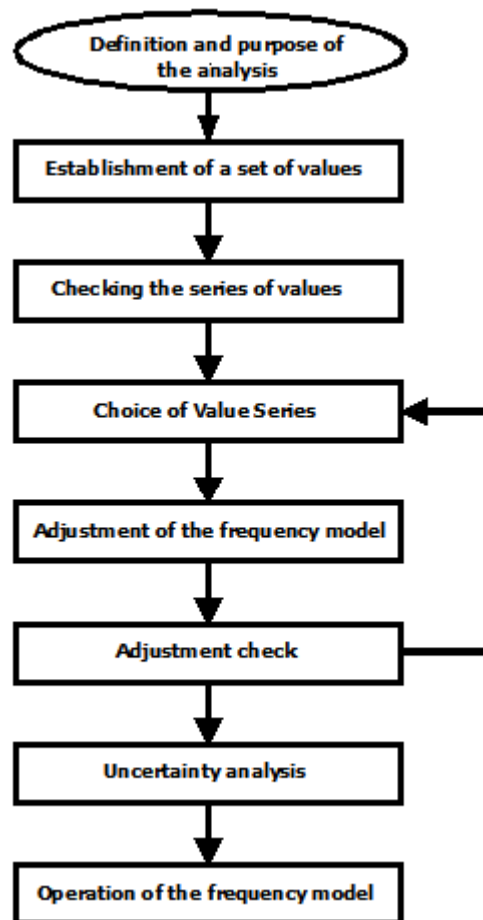 Definition and purpose of
the analysis
Establishment of a set of values
Checking the series of values
Choice of Value Series
Adjustment of the frequency model
Adjustment check
Uncertainty analysis
Operation of the frequency model